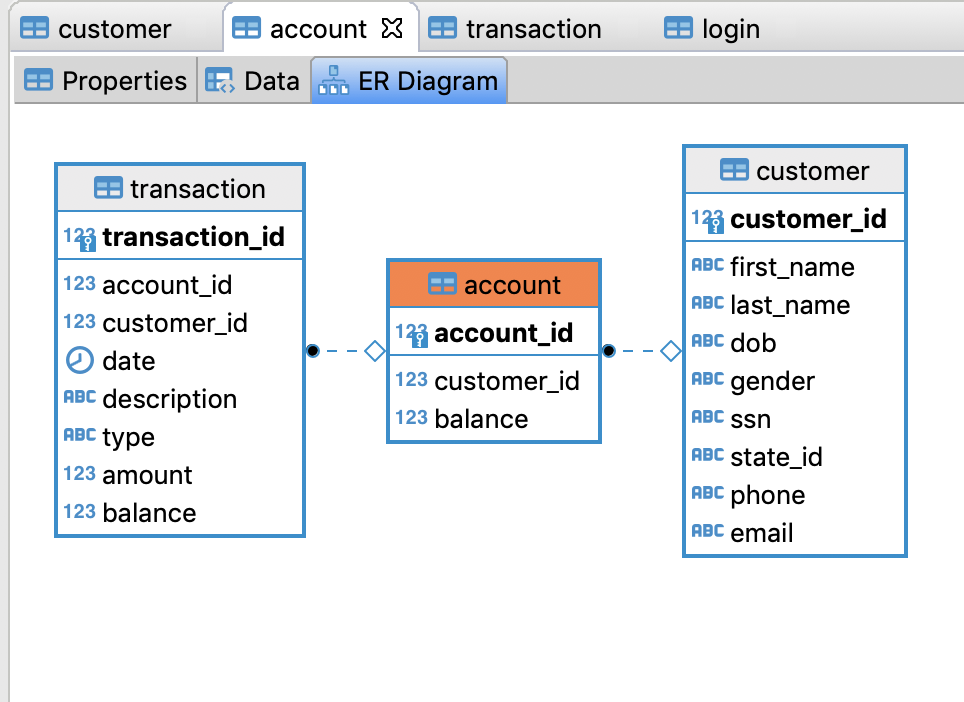 customer account transaction login
Properties Data ER Diagram
transaction
123 transaction_id
123 account_id
123 customer_id
date
ABC description
ABC type
123 amount
123 balance
account
123 account_id
123 customer_id
123 balance
customer
123 customer_id
ABC first_name
ABC last_name
ABC dob
ABC gender
ABC ssn
ABC state_id
ABC phone
ABC email